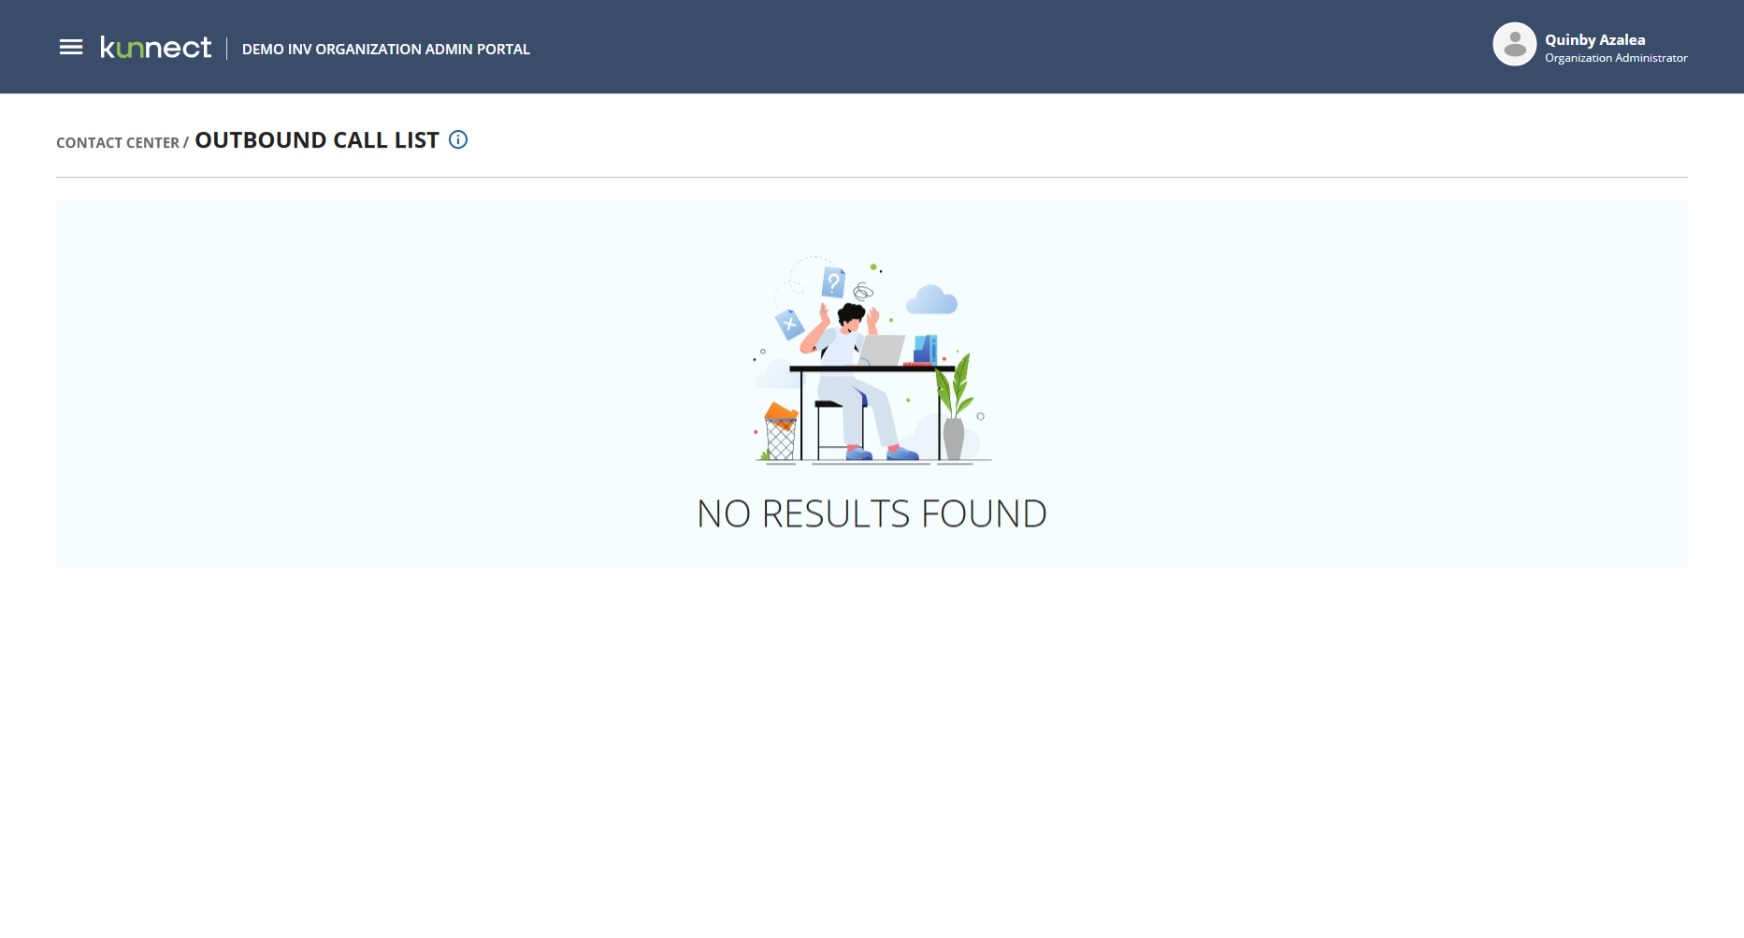 kunnect
DEMO INV ORGANIZATION ADMIN PORTAL
Quinby Azalea
Organization Administrator
CONTACT CENTER / OUTBOUND CALL LIST
?
NO RESULTS FOUND